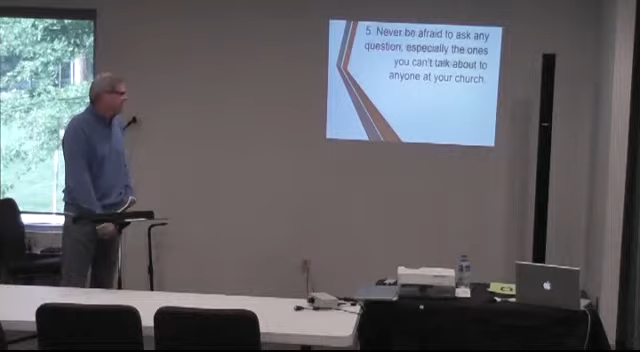 5. Never be afraid to ask any
question, especially the ones
you can't talk about to
anyone at your church.